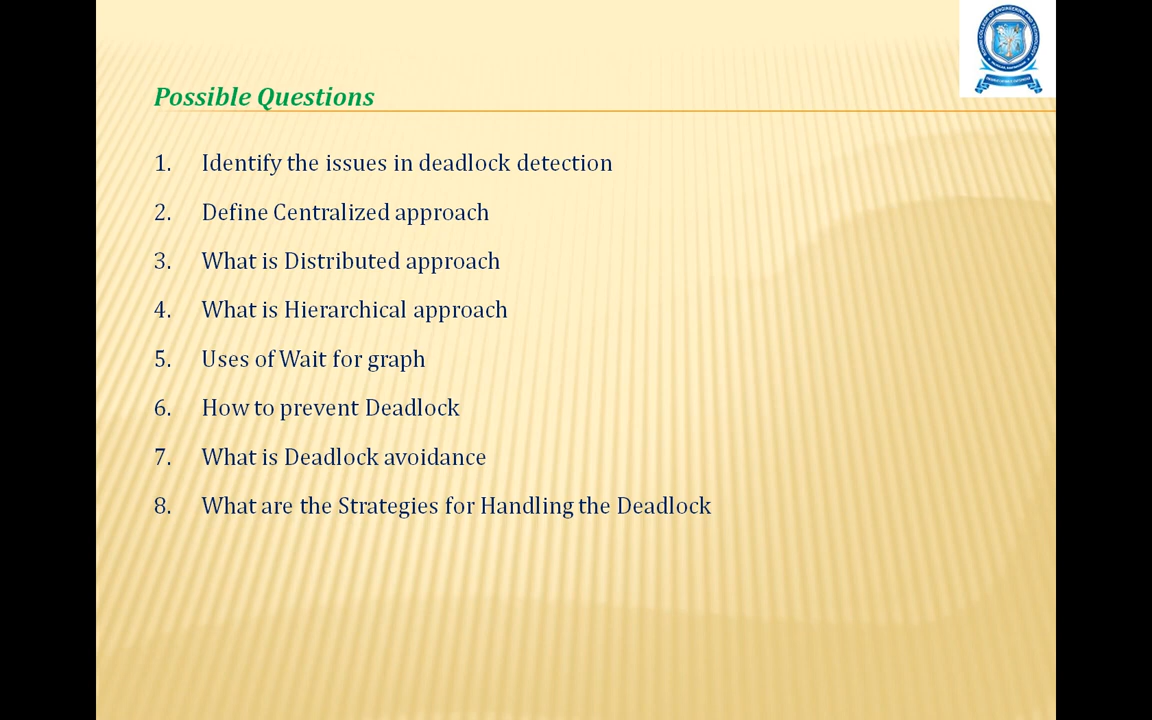 Possible Questions
1. Identify the issues in deadlock detection
2. Define Centralized approach
3. What is Distributed approach
4. What is Hierarchical approach
5. Uses of Wait for graph
6. How to prevent Deadlock
7. What is Deadlock avoidance
8. What are the Strategies for Handling the Deadlock